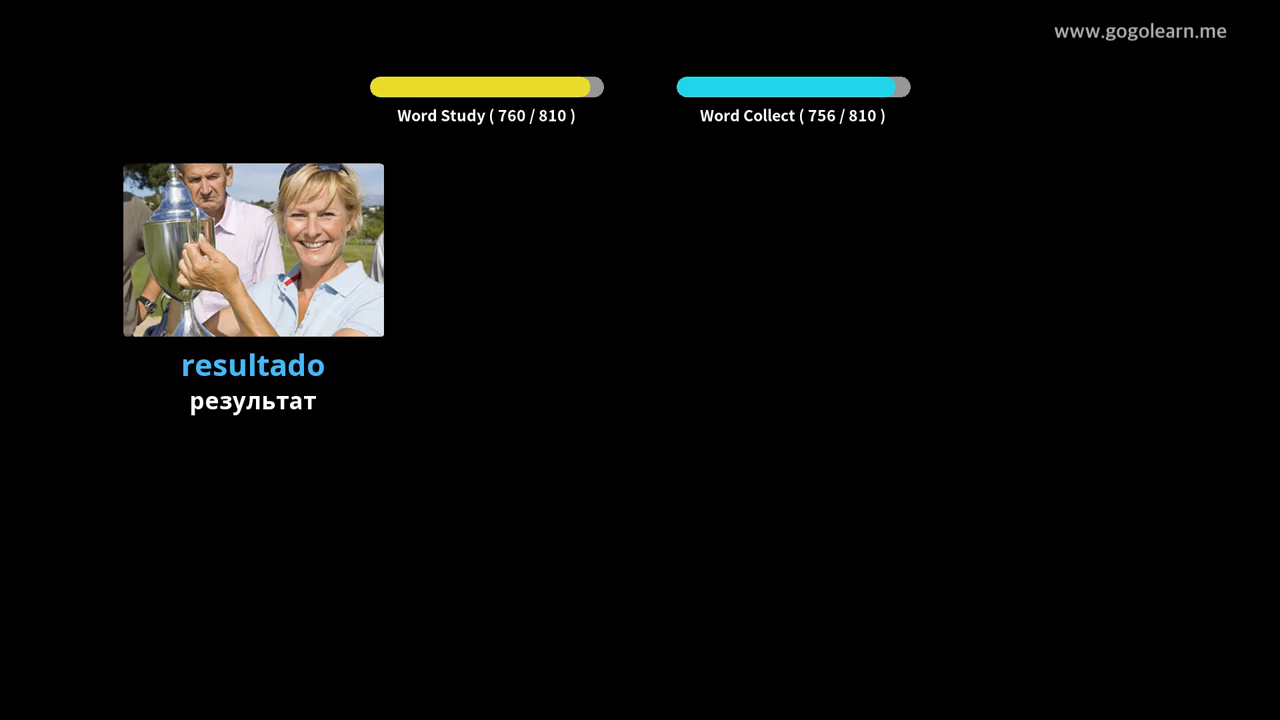 www.gogolearn.me
Word Study ( 760 / 810 )
Word Collect ( 756 / 810 )
resultado
результат